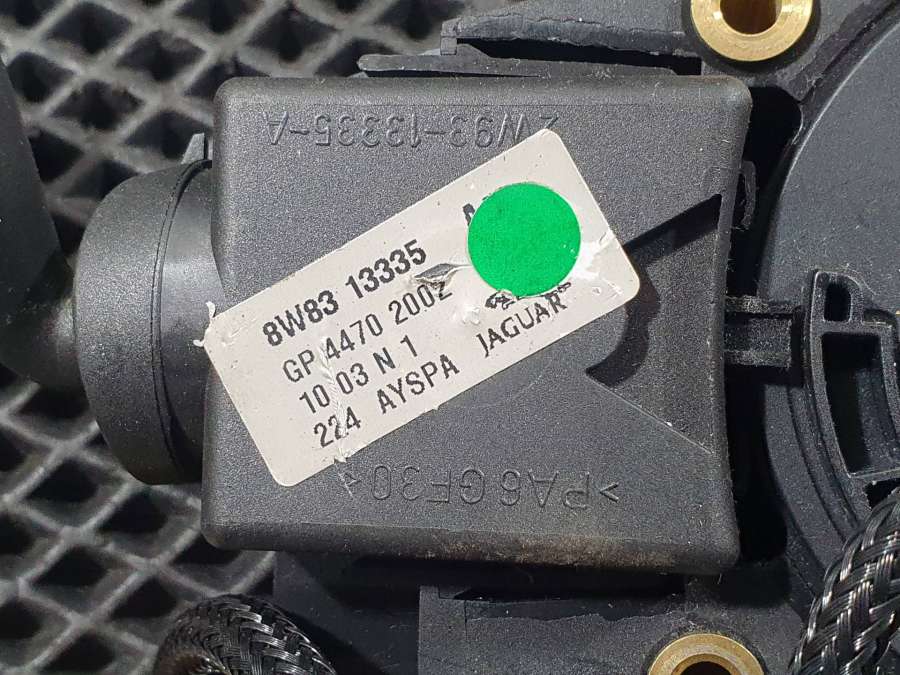 2W93-13335-A
8W83 13335 A
GP 4470 2002
10 03 N 1
224 AYSPA JAGUAR
>PA6GF30<